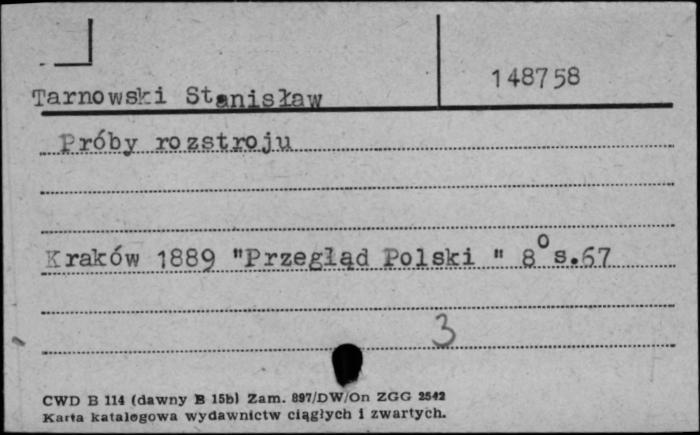 148758
Tarnowski Stanisław
Próby rozstroju
Kraków 1889 "Przegląd Polski " 8° s.67
3
CWD B 114 (dawny B 15b) Zam. 897/DW/On ZGG 2542
Karta katalogowa wydawnictw ciągłych i zwartych.